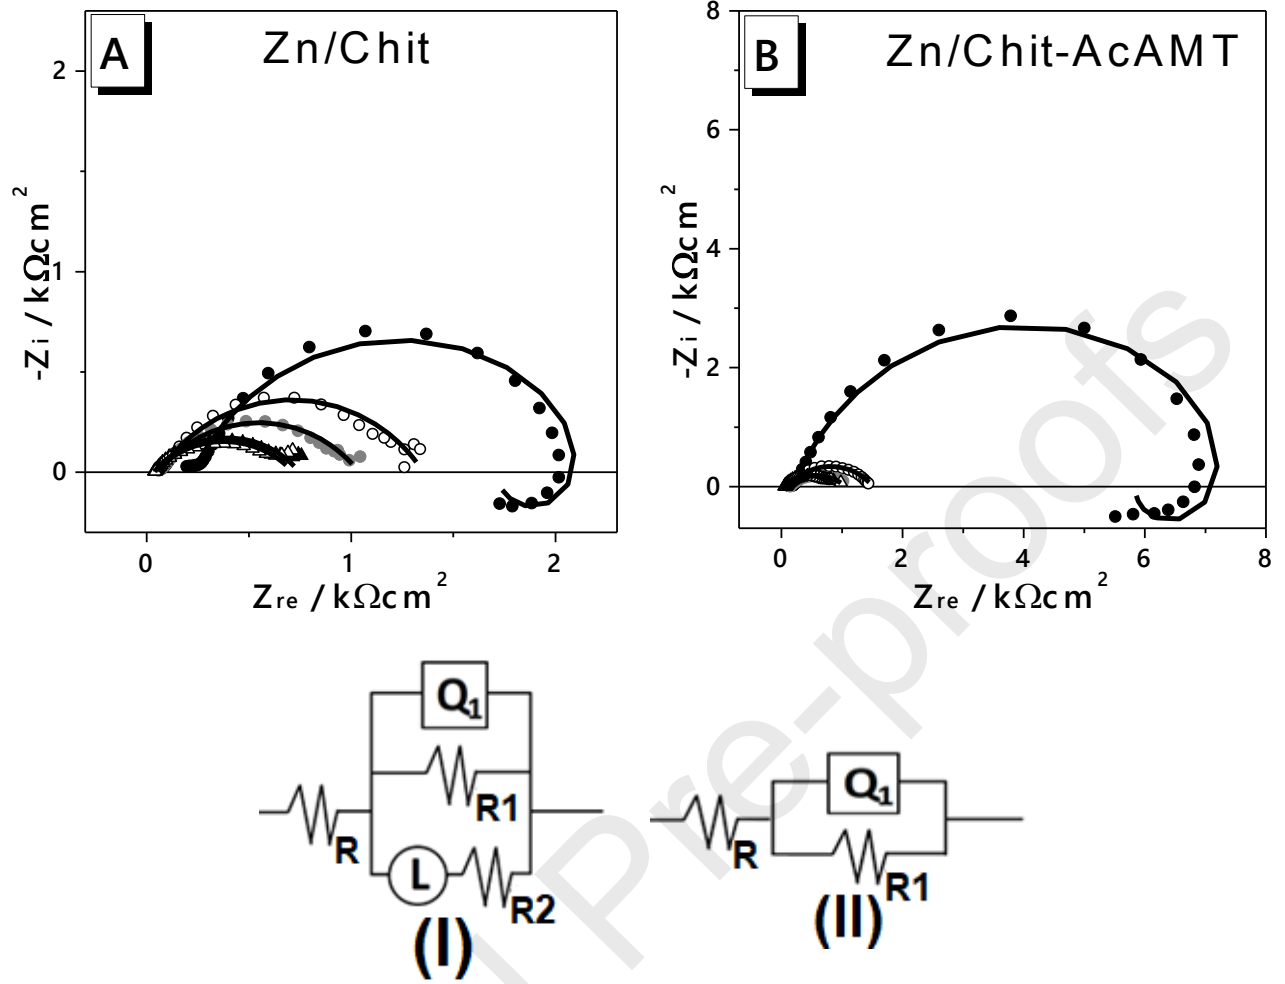 A
Zn/Chit
2
1
0
-Zi / kΩcm2
0
1
2
Zre / kΩcm2
B
Zn/Chit-AcAMT
8
6
4
2
0
-Zi / kΩcm2
0
2
4
6
8
Zre / kΩcm2
Q1
R1
R
L
R2
(I)
Q1
R
R1
(II)
Pre-proofs